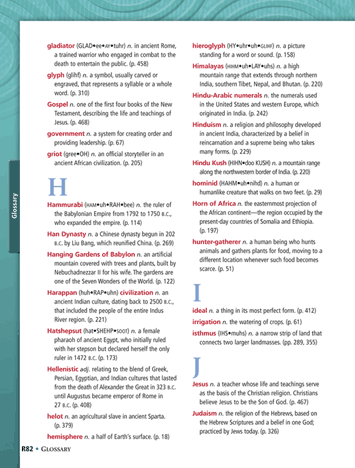 gladiator (GLAD•ee•AY•tuhr) n. in ancient Rome,
a trained warrior who engaged in combat to the
death to entertain the public. (p. 458)
glyph (glihf) n. a symbol, usually carved or
engraved, that represents a syllable or a whole
word. (p. 310)
Gospel n. one of the first four books of the New
Testament, describing the life and teachings of
Jesus. (p. 468)
government n. a system for creating order and
providing leadership. (p. 67)
griot (gree•OH) n. an official storyteller in an
ancient African civilization. (p. 205)
H
Hammurabi (HAM•uh•RAH•bee) n. the ruler of
the Babylonian Empire from 1792 to 1750 B.C.,
who expanded the empire. (p. 114)
Han Dynasty n. a Chinese dynasty begun in 202
B.C. by Liu Bang, which reunified China. (p. 269)
Hanging Gardens of Babylon n. an artificial
mountain covered with trees and plants, built by
Nebuchadnezzar II for his wife. The gardens are
one of the Seven Wonders of the World. (p. 122)
Harappan (huh•RAP•uhn) civilization n. an
ancient Indian culture, dating back to 2500 B.C.,
that included the people of the entire Indus
River region. (p. 221)
Hatshepsut (hat•SHEHP•SOOT) n. a female
pharaoh of ancient Egypt, who initially ruled
with her stepson but declared herself the only
ruler in 1472 B.C. (p. 173)
Hellenistic adj. relating to the blend of Greek,
Persian, Egyptian, and Indian cultures that lasted
from the death of Alexander the Great in 323 B.C.
until Augustus became emperor of Rome in
27 B.C. (p. 408)
helot n. an agricultural slave in ancient Sparta.
(p. 379)
hemisphere n. a half of Earth's surface. (p. 18)
hieroglyph (HY•uhr•uh•GLIHF) n. a picture
standing for a word or sound. (p. 158)
Himalayas (HIHM•uh•LAY•uhs) n. a high
mountain range that extends through northern
India, southern Tibet, Nepal, and Bhutan. (p. 220)
Hindu-Arabic numerals n. the numerals used
in the United States and western Europe, which
originated in India. (p. 242)
Hinduism n. a religion and philosophy developed
in ancient India, characterized by a belief in
reincarnation and a supreme being who takes
many forms. (p. 229)
Hindu Kush (HIHN•doo KUSH) n. a mountain range
along the northwestern border of India. (p. 220)
hominid (HAHM•uh•nihd) n. a human or
humanlike creature that walks on two feet. (p. 29)
Horn of Africa n. the easternmost projection of
the African continent—the region occupied by the
present-day countries of Somalia and Ethiopia.
(p. 197)
hunter-gatherer n. a human being who hunts
animals and gathers plants for food, moving to a
different location whenever such food becomes
scarce. (p. 51)
I
ideal n. a thing in its most perfect form. (p. 412)
irrigation n. the watering of crops. (p. 61)
isthmus (IHS•muhs) n. a narrow strip of land that
connects two larger landmasses. (pp. 289, 355)
J
Jesus n. a teacher whose life and teachings serve
as the basis of the Christian religion. Christians
believe Jesus to be the Son of God. (p. 467)
Judaism n. the religion of the Hebrews, based on
the Hebrew Scriptures and a belief in one God;
practiced by Jews today. (p. 326)
Glossary
R82 • GLOSSARY